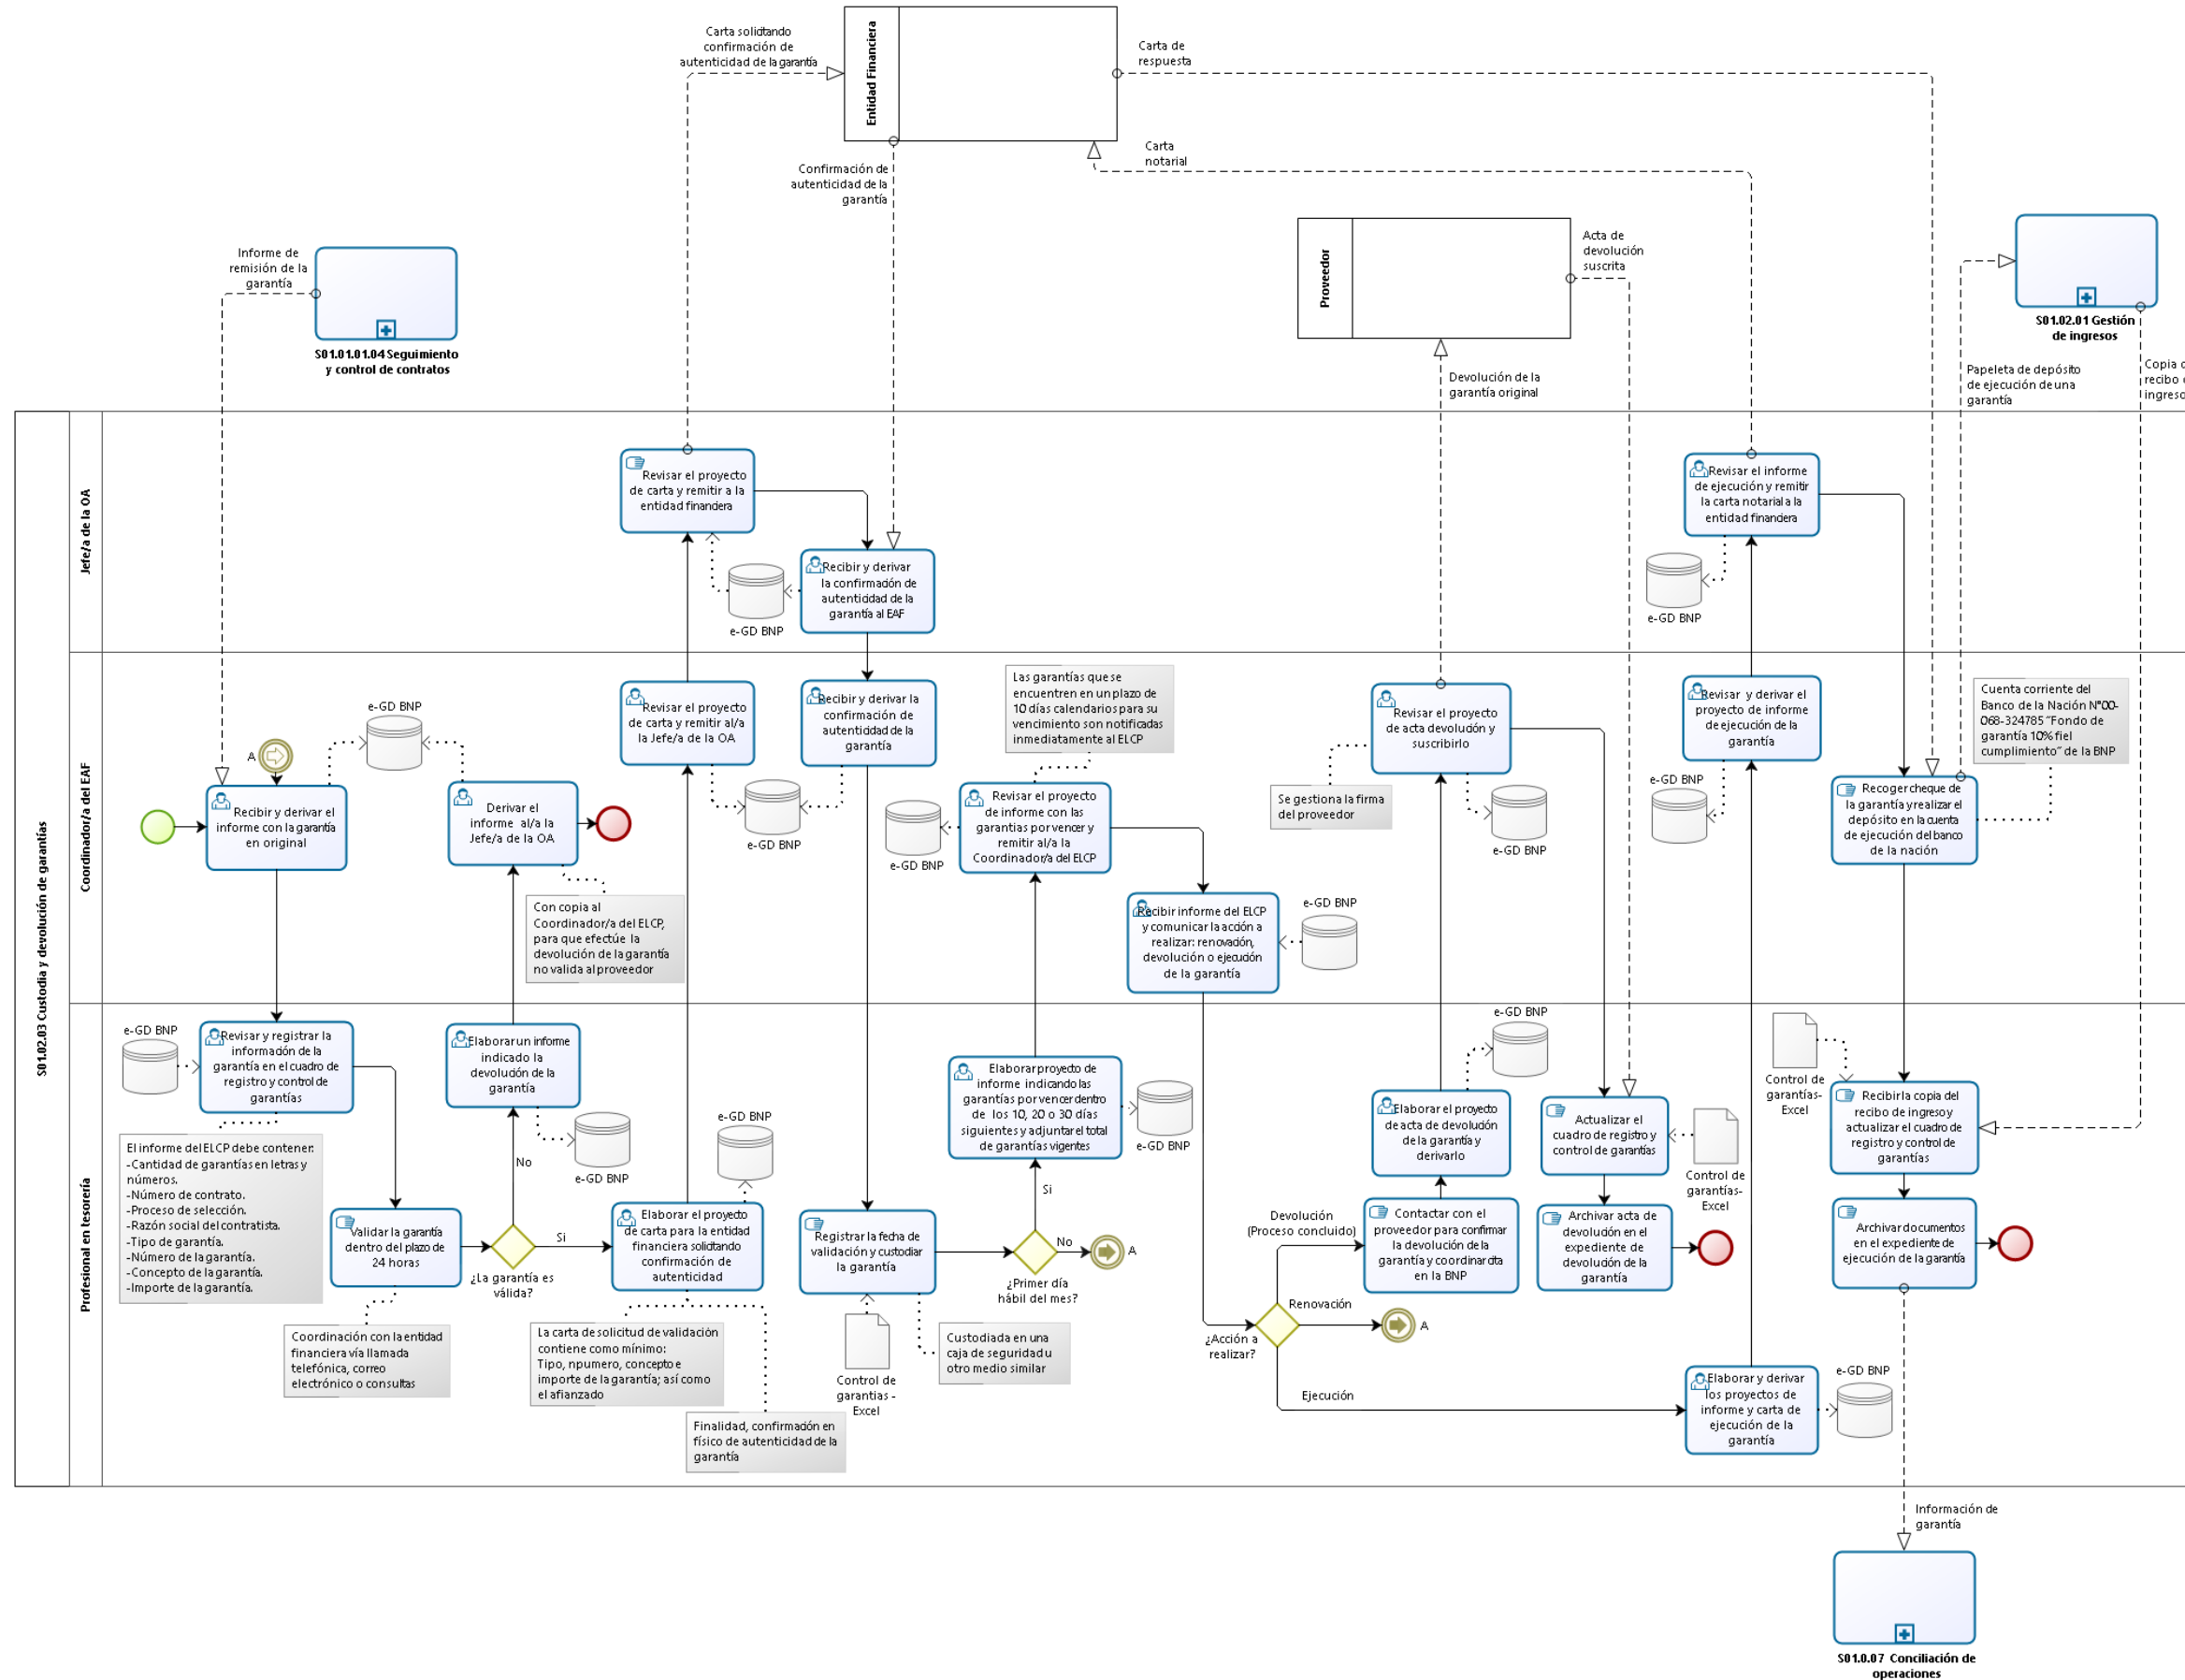 Carta solicitando
confirmación de
autenticidad de la garantía
Entidad Financiera
Carta de
respuesta
Confirmación de
autenticidad de la
garantía
Carta
notarial
Informe de
remisión de la
garantía
S01.01.01.04 Seguimiento
y control de contratos
Proveedor
Acta de
devolución
suscrita
Devolución de la
garantía original
S01.02.01 Gestión
de ingresos
Papeleta de depósito
de ejecución de una
garantía
Copia
recibo
ingreso
S01.02.03 Custodia y devolución de garantías
Jefe/a de la OA
Revisar el proyecto
de carta y remitir a la
entidad financiera
Recibir y derivar
la confirmación de
autenticidad de la
garantía al EAF
e-GD BNP
Revisar el informe
de ejecución y remitir
la carta notarial a la
entidad financiera
e-GD BNP
Coordinador/a del EAF
A
Recibir y derivar el
informe con la garantía
en original
e-GD BNP
Derivar el
informe al/a la
Jefe/a de la OA
Con copia al
Coordinador/a del ELCP,
para que efectúe la
devolución de la garantía
no valida al proveedor
Revisar el proyecto
de carta y remitir al/a
la Jefe/a de la OA
Recibir y derivar la
confirmación de
autenticidad de la
garantía
e-GD BNP
Las garantías que se
encuentren en un plazo de
10 días calendarios para su
vencimiento son notificadas
inmediatamente al ELCP
Revisar el proyecto
de informe con las
garantias por vencer y
remitir al/a la
Coordinador/a del ELCP
e-GD BNP
Recibir informe del ELCP
y comunicar la acción a
realizar: renovación,
devolución o ejecución
de la garantía
e-GD BNP
Revisar el proyecto
de acta devolución y
suscribirlo
Se gestiona la firma
del proveedor
e-GD BNP
Revisar y derivar el
proyecto de informe
de ejecución de la
garantía
e-GD BNP
Cuenta corriente del
Banco de la Nación N°00-
068-324785 "Fondo de
garantía 10% fiel
cumplimiento" de la BNP
Recoger cheque de
la garantía y realizar el
depósito en la cuenta
de ejecución del banco
de la nación
Profesional en tesorería
e-GD BNP
Revisar y registrar la
información de la
garantía en el cuadro de
registro y control de
garantías
El informe del ELCP debe contener:
-Cantidad de garantías en letras y
números.
-Número de contrato.
-Proceso de selección.
-Razón social del contratista.
-Tipo de garantía.
-Número de la garantía.
-Concepto de la garantía.
-Importe de la garantía.
Validar la garantía
dentro del plazo de
24 horas
Coordinación con la entidad
financiera vía llamada
telefónica, correo
electrónico o consultas
Elaborar un informe
indicado la
devolución de la
garantía
e-GD BNP
No
¿La garantía es
válida?
Si
e-GD BNP
Elaborar el proyecto
de carta para la entidad
financiera solicitando
confirmación de
autenticidad
La carta de solicitud de validación
contiene como mínimo:
Tipo, npumero, concepto e
importe de la garantía; así como
el afianzado
Finalidad, confirmación en
físico de autenticidad de la
garantía
Registrar la fecha de
validación y custodiar
la garantía
Control de
garantias -
Excel
Custodiada en una
caja de seguridad u
otro medio similar
Elaborar proyecto de
informe indicando las
garantías por vencer dentro
de los 10, 20 o 30 días
siguientes y adjuntar el total
de garantías vigentes
e-GD BNP
Si
No
A
¿Primer día
hábil del mes?
¿Acción a
realizar?
Devolución
(Proceso concluido)
Renovación
A
Ejecución
e-GD BNP
Elaborar el proyecto
de acta de devolución
de la garantía y
derivarlo
Contactar con el
proveedor para confirmar
la devolución de la
garantía y coordinar cita
en la BNP
Actualizar el
cuadro de registro y
control de garantías
Control de
garantías-
Excel
Archivar acta de
devolución en el
expediente de
devolución de la
garantía
Elaborar y derivar
los proyectos de
informe y carta de
ejecución de la
garantía
e-GD BNP
Control de
garantías-
Excel
Recibir la copia del
recibo de ingreso y
actualizar el cuadro de
registro y control de
garantías
Archivar documentos
en el expediente de
ejecución de la garantía
Información de
garantía
S01.0.07 Conciliación de
operaciones